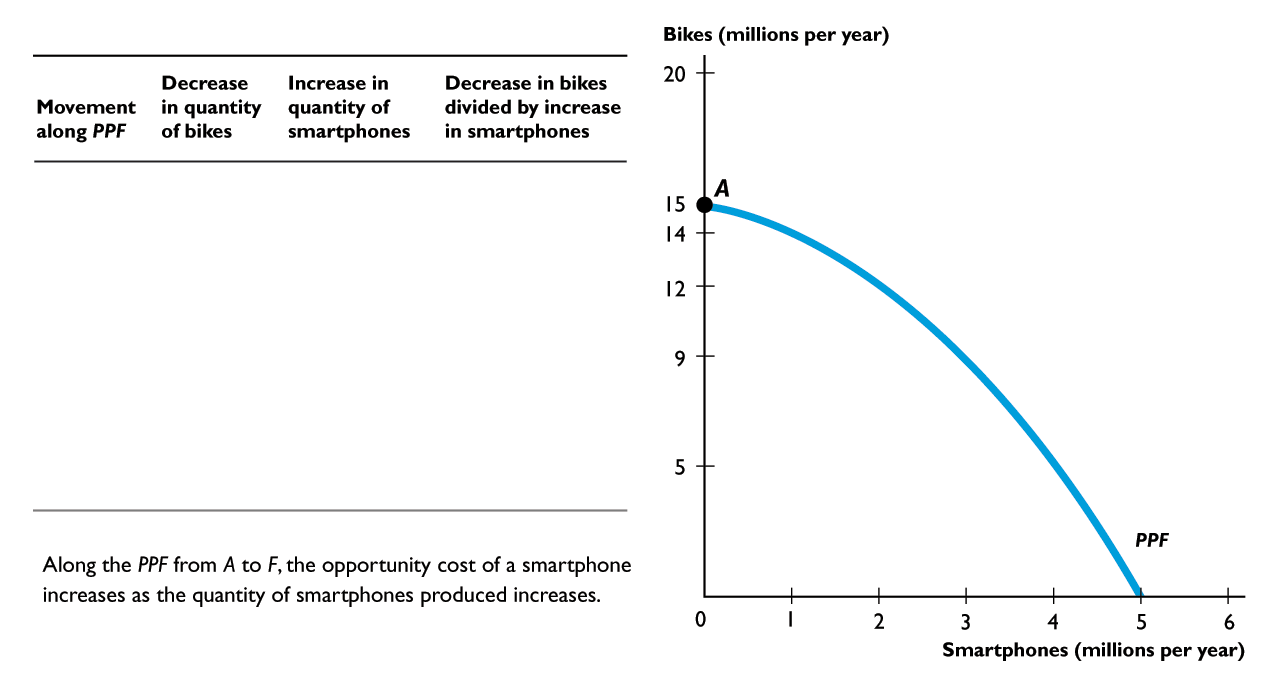 Movement
along PPF
Decrease
in quantity
of bikes
Increase in
quantity of
smartphones
Decrease in bikes
divided by increase
in smartphones
Along the PPF from A to F, the opportunity cost of a smartphone
increases as the quantity of smartphones produced increases.
Bikes (millions per year)
20
15
A
14
12
9
5
PPF
0 1 2 3 4 5 6
Smartphones (millions per year)